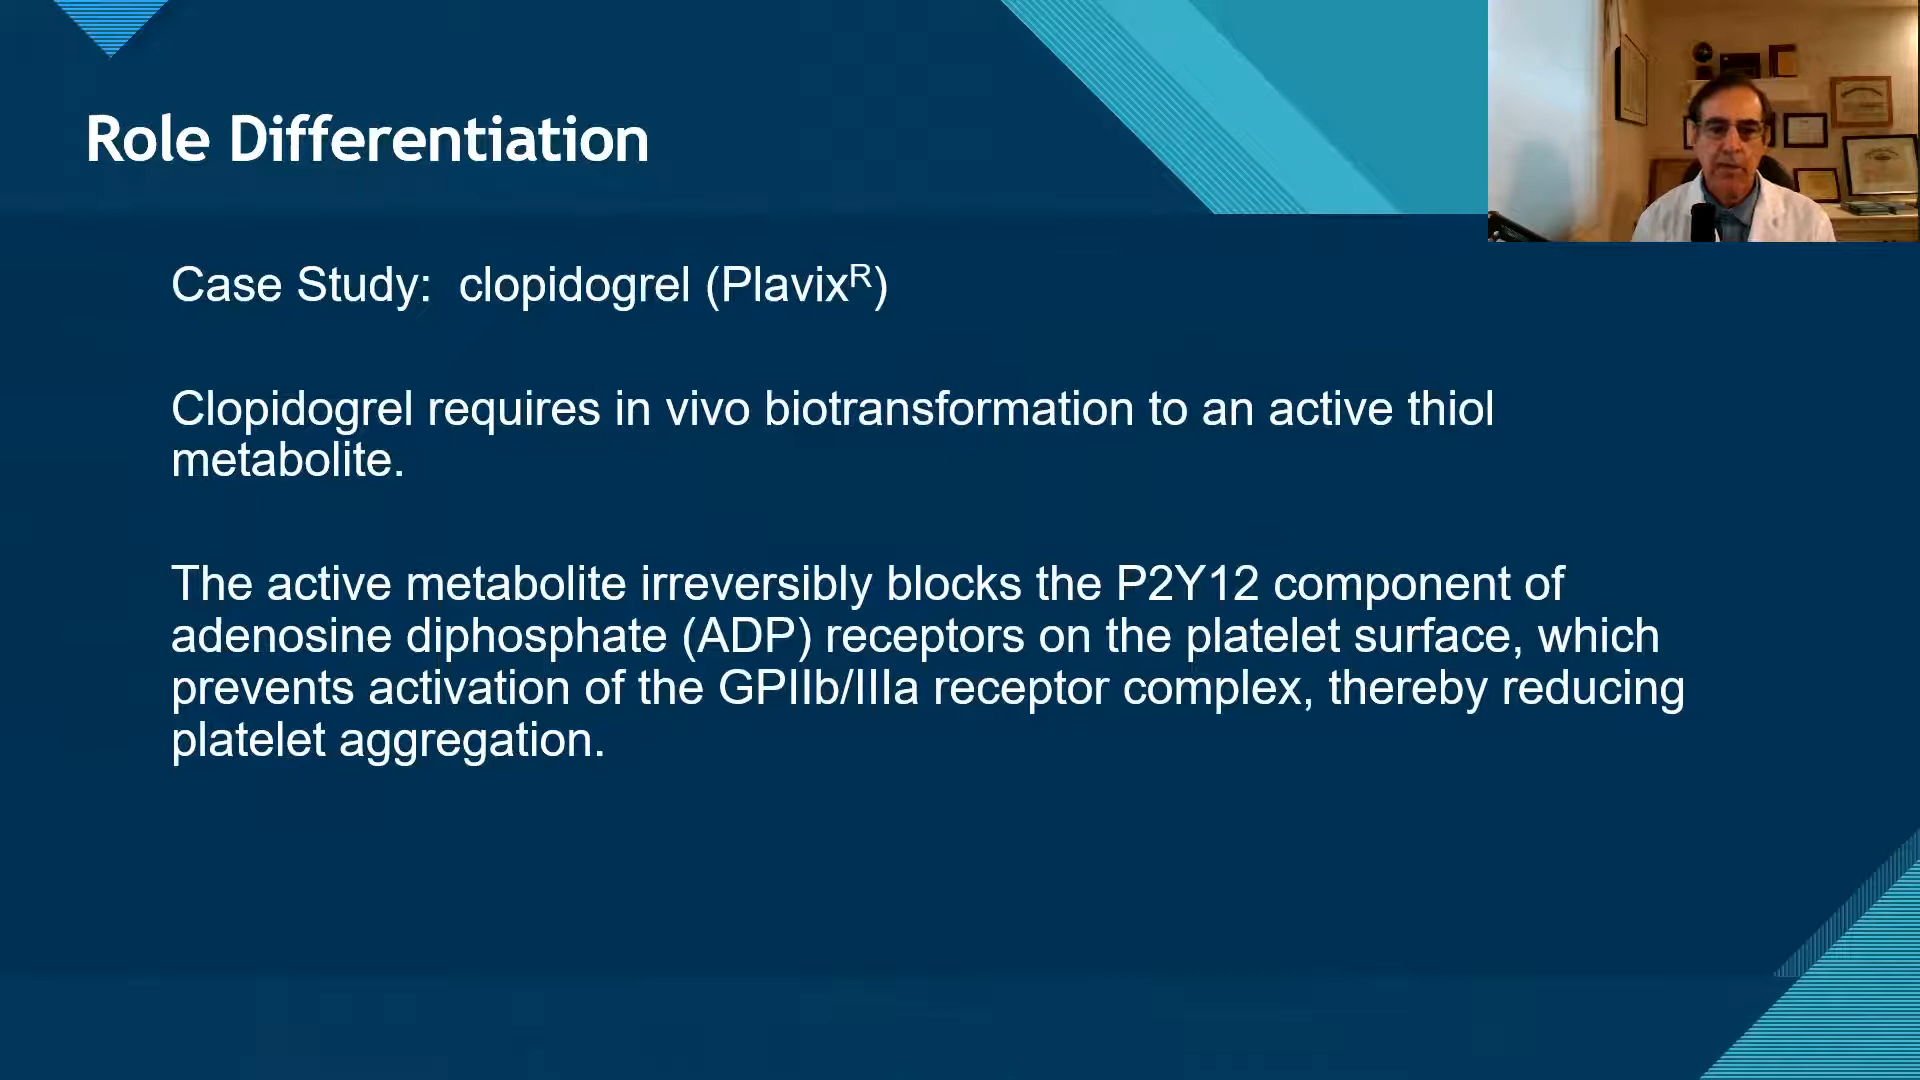 Role Differentiation
Case Study: clopidogrel (Plavixᴿ)
Clopidogrel requires in vivo biotransformation to an active thiol
metabolite.
The active metabolite irreversibly blocks the P2Y12 component of
adenosine diphosphate (ADP) receptors on the platelet surface, which
prevents activation of the GPIIb/IIIa receptor complex, thereby reducing
platelet aggregation.